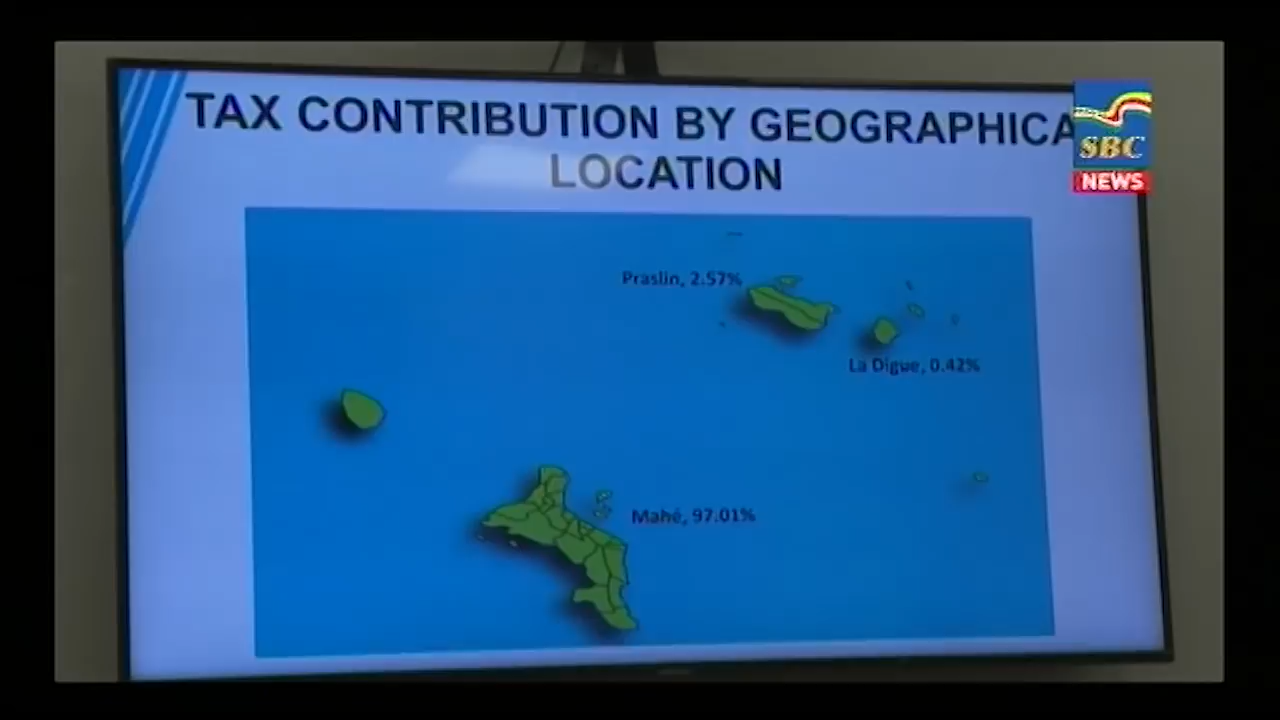 TAX CONTRIBUTION BY GEOGRAPHICA
LOCATION
SBC
NEWS
Praslin, 2.57%
La Digue, 0.42%
Mahé, 97.01%